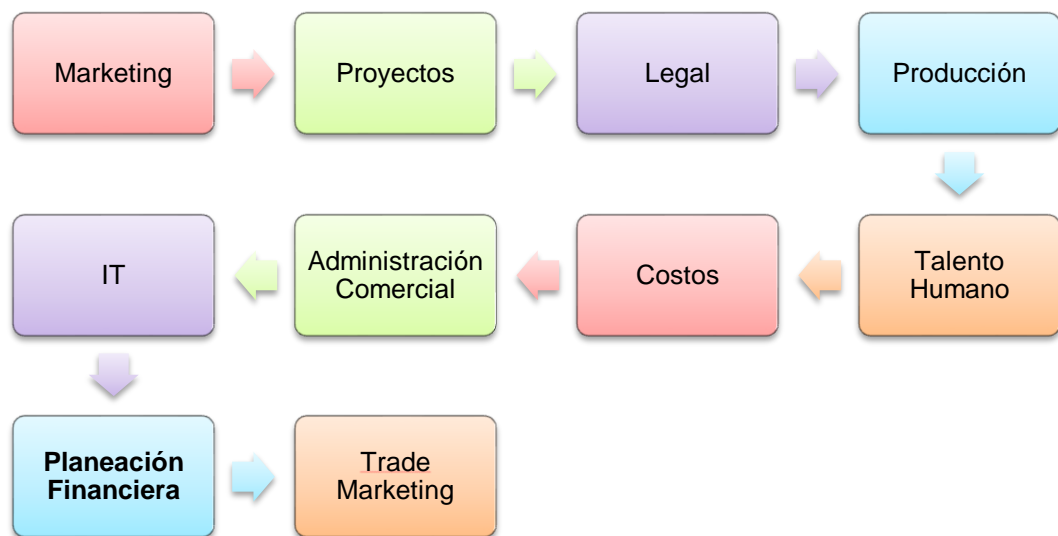 Marketing
Proyectos
Legal
Producción
Talento
Humano
Costos
Administración
Comercial
IT
Planeación
Financiera
Trade
Marketing